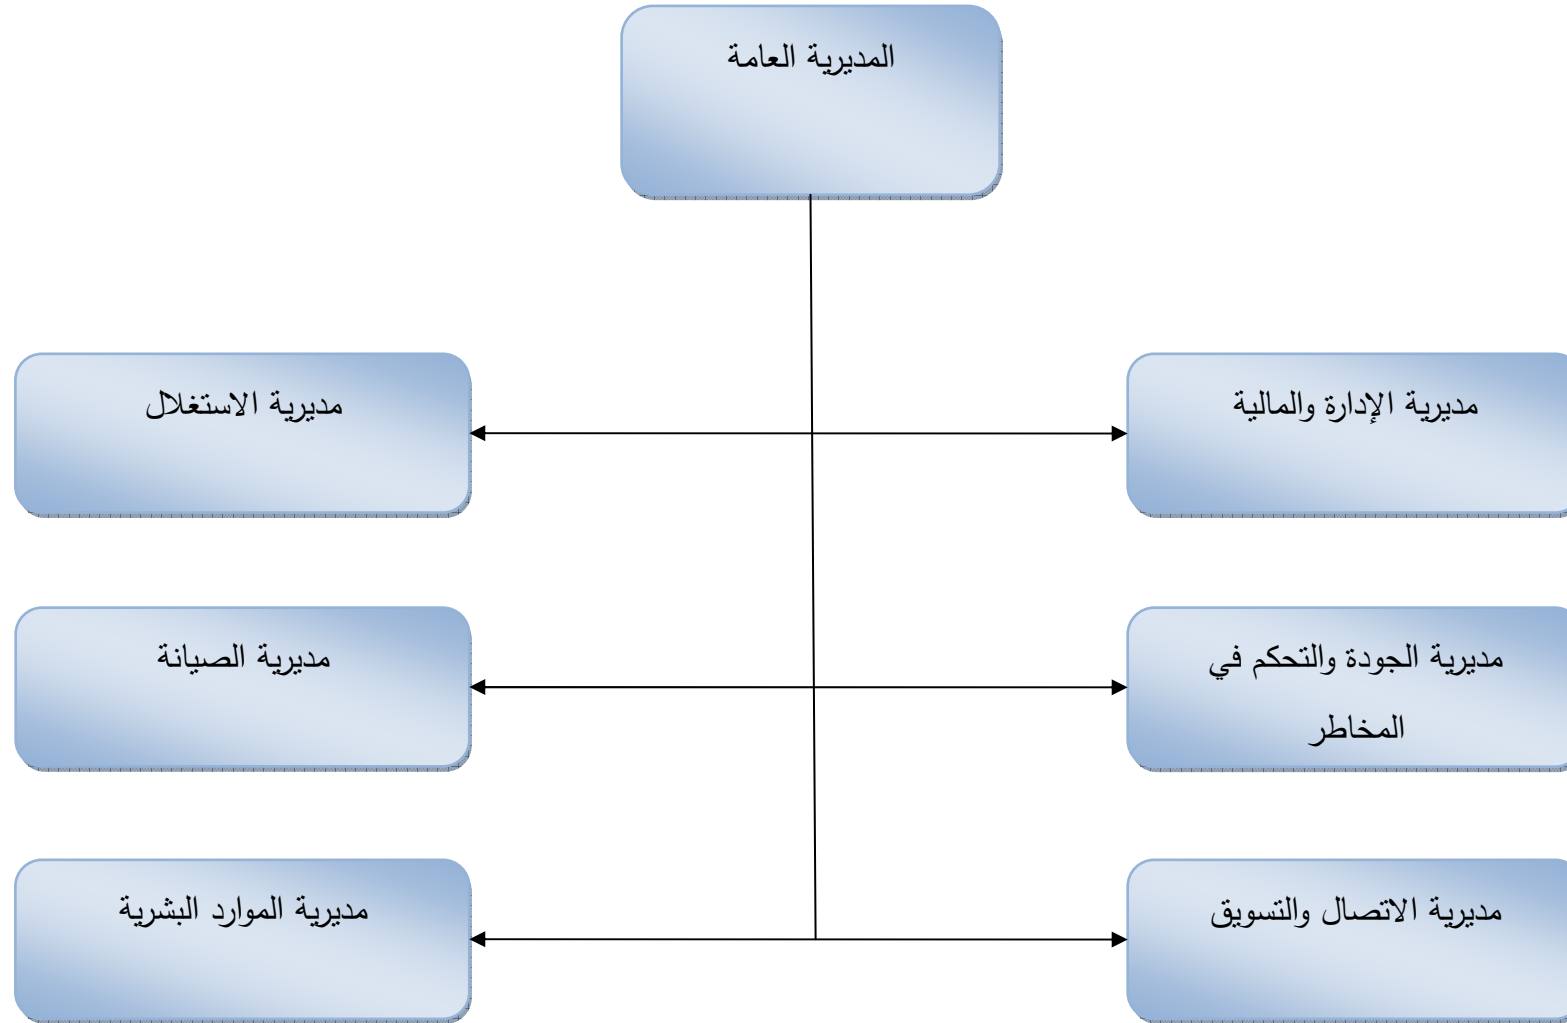 المديرية العامة
مديرية الإدارة والمالية
مديرية الاستغلال
مديرية الجودة والتحكم في
المخاطر
مديرية الصيانة
مديرية الاتصال والتسويق
مديرية الموارد البشرية